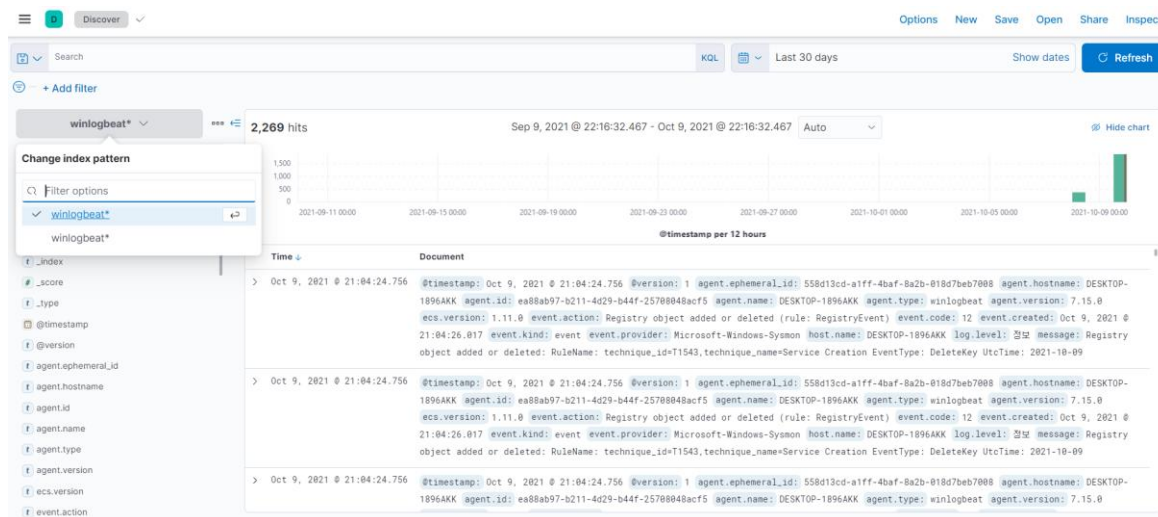 D Discover Options New Save Open Share Inspec
Search KQL Last 30 days Show dates Refresh
+ Add filter
winlogbeat*
Change index pattern
Filter options
winlogbeat*
winlogbeat*
t _index
# _score
t _type
@timestamp
t @version
t agent.ephemeral_id
t agent.hostname
t agent.id
t agent.name
t agent.type
t agent.version
t ecs.version
t event.action
2,269 hits Sep 9, 2021 @ 22:16:32.467 - Oct 9, 2021 @ 22:16:32.467 Auto Hide chart
1,500
1,000
500
0
2021-09-11 00:00 2021-09-15 00:00 2021-09-19 00:00 2021-09-23 00:00 2021-09-27 00:00 2021-10-01 00:00 2021-10-05 00:00 2021-10-09 00:00
@timestamp per 12 hours
Time Document
Oct 9, 2021 @ 21:04:24.756 @timestamp: Oct 9, 2021 @ 21:04:24.756 @version: 1 agent.ephemeral_id: 558d13cd-a1ff-4baf-8a2b-018d7beb7008 agent.hostname: DESKTOP-
1896AKK agent.id: ea88ab97-b211-4d29-b44f-25708048acf5 agent.name: DESKTOP-1896AKK agent.type: winlogbeat agent.version: 7.15.0
ecs.version: 1.11.0 event.action: Registry object added or deleted (rule: RegistryEvent) event.code: 12 event.created: Oct 9, 2021 @
21:04:26.017 event.kind: event event.provider: Microsoft-Windows-Sysmon host.name: DESKTOP-1896AKK log.level: 정보 message: Registry
object added or deleted: RuleName: technique_id=T1543,technique_name=Service Creation EventType: DeleteKey UtcTime: 2021-10-09
Oct 9, 2021 @ 21:04:24.756 @timestamp: Oct 9, 2021 @ 21:04:24.756 @version: 1 agent.ephemeral_id: 558d13cd-a1ff-4baf-8a2b-018d7beb7008 agent.hostname: DESKTOP-
1896AKK agent.id: ea88ab97-b211-4d29-b44f-25708048acf5 agent.name: DESKTOP-1896AKK agent.type: winlogbeat agent.version: 7.15.0
ecs.version: 1.11.0 event.action: Registry object added or deleted (rule: RegistryEvent) event.code: 12 event.created: Oct 9, 2021 @
21:04:26.017 event.kind: event event.provider: Microsoft-Windows-Sysmon host.name: DESKTOP-1896AKK log.level: 정보 message: Registry
object added or deleted: RuleName: technique_id=T1543,technique_name=Service Creation EventType: DeleteKey UtcTime: 2021-10-09
Oct 9, 2021 @ 21:04:24.756 @timestamp: Oct 9, 2021 @ 21:04:24.756 @version: 1 agent.ephemeral_id: 558d13cd-a1ff-4baf-8a2b-018d7beb7008 agent.hostname: DESKTOP-
1896AKK agent.id: ea88ab97-b211-4d29-b44f-25708048acf5 agent.name: DESKTOP-1896AKK agent.type: winlogbeat agent.version: 7.15.0